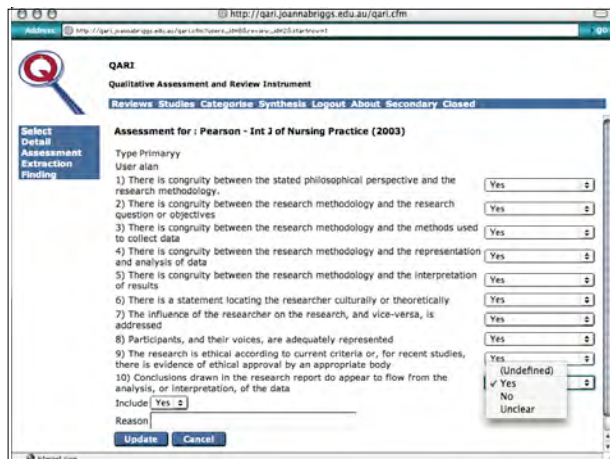 http://qari.joannabriggs.edu.au/qari.cfm
Address:
go
Q
QARI
Qualitative Assessment and Review Instrument
Reviews Studies Categorise Synthesis Logout About Secondary Closed
Select
Detail
Assessment
Extraction
Finding
Assessment for : Pearson - Int J of Nursing Practice (2003)
Type Primaryy
User alan
1) There is congruity between the stated philosophical perspective and the
research methodology.
Yes
2) There is congruity between the research methodology and the research
question or objectives
Yes
3) There is congruity between the research methodology and the methods used
to collect data
Yes
4) There is congruity between the research methodology and the representation
and analysis of data
Yes
5) There is congruity between the research methodology and the interpretation
of results
Yes
6) There is a statement locating the researcher culturally or theoretically
Yes
7) The influence of the researcher on the research, and vice-versa, is
addressed
Yes
8) Participants, and their voices, are adequately represented
Yes
9) The research is ethical according to current criteria or, for recent studies,
there is evidence of ethical approval by an appropriate body
Yes
10) Conclusions drawn in the research report do appear to flow from the
analysis, or interpretation, of the data
(Undefined)
✓ Yes
No
Unclear
Include Yes
Reason
Update Cancel